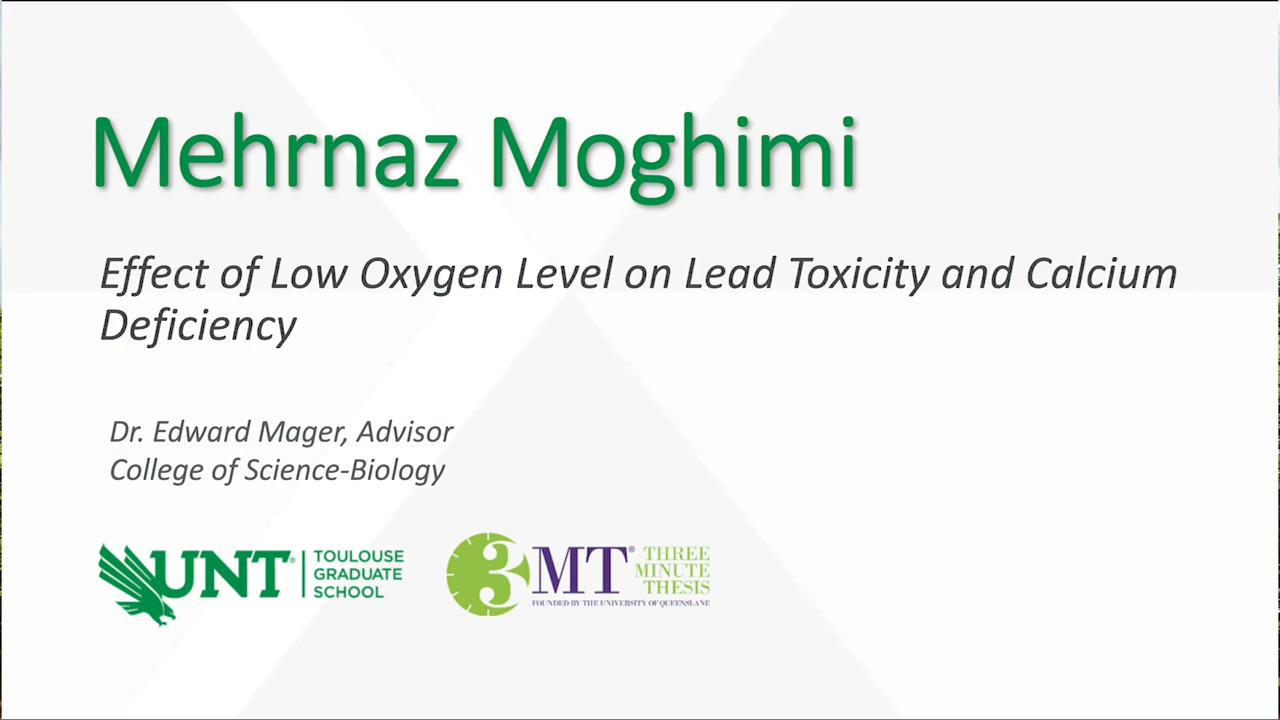 Mehrnaz Moghimi
Effect of Low Oxygen Level on Lead Toxicity and Calcium
Deficiency
Dr. Edward Mager, Advisor
College of Science-Biology
UNT®
TOULOUSE
GRADUATE
SCHOOL
3MT®
THREE
MINUTE
THESIS
FOUNDED BY THE UNIVERSITY OF QUEENSLAND